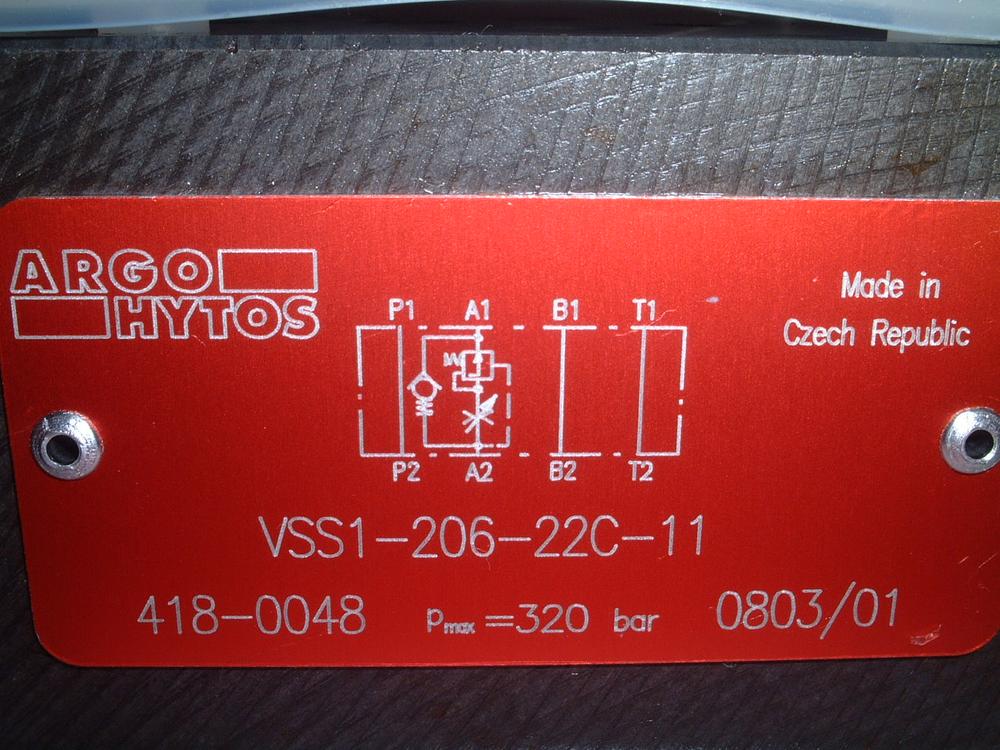 ARGO
HYTOS
Made in
Czech Republic
P1 A1 B1 T1
P2 A2 B2 T2
VSS1-206-22C-11
418-0048 pmax =320 bar 0803/01